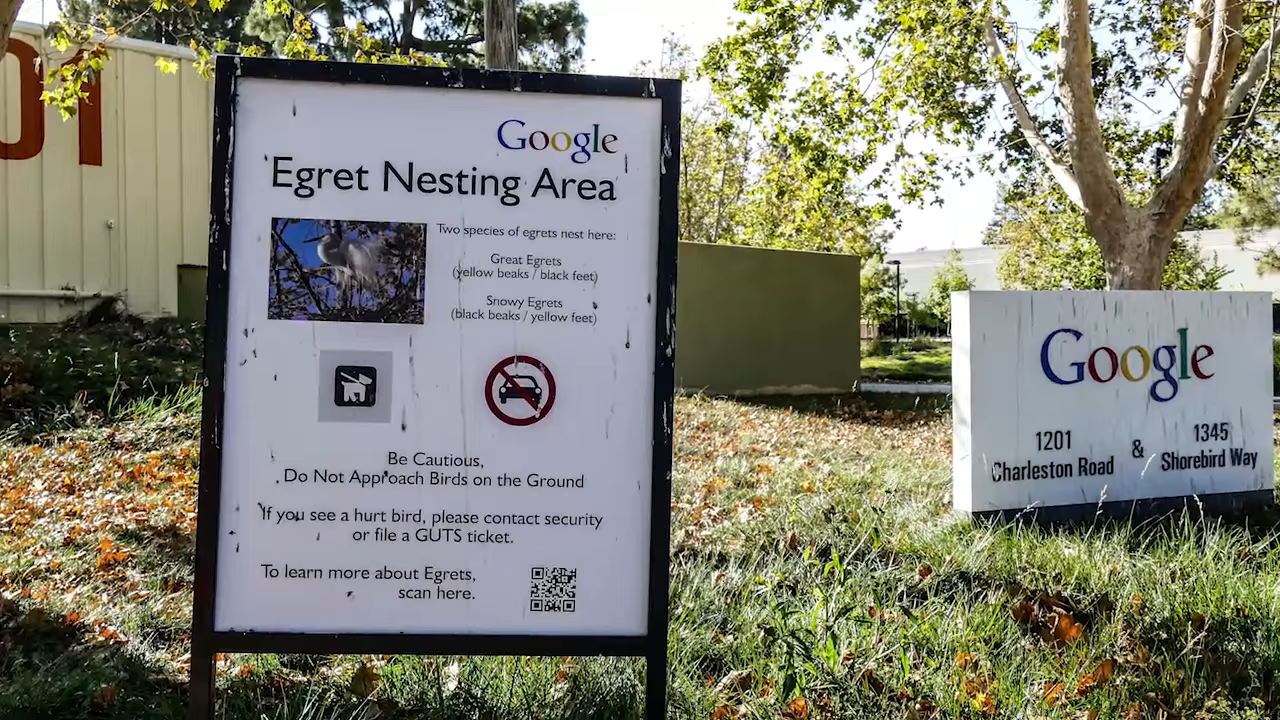 OT
Google
Egret Nesting Area
Two species of egrets nest here:
Great Egrets
(yellow beaks / black feet)
Snowy Egrets
(black beaks / yellow feet)
Be Cautious,
Do Not Approach Birds on the Ground
If you see a hurt bird, please contact security
or file a GUTS ticket.
To learn more about Egrets,
scan here.
Google
1201
Charleston Road
&
1345
Shorebird Way